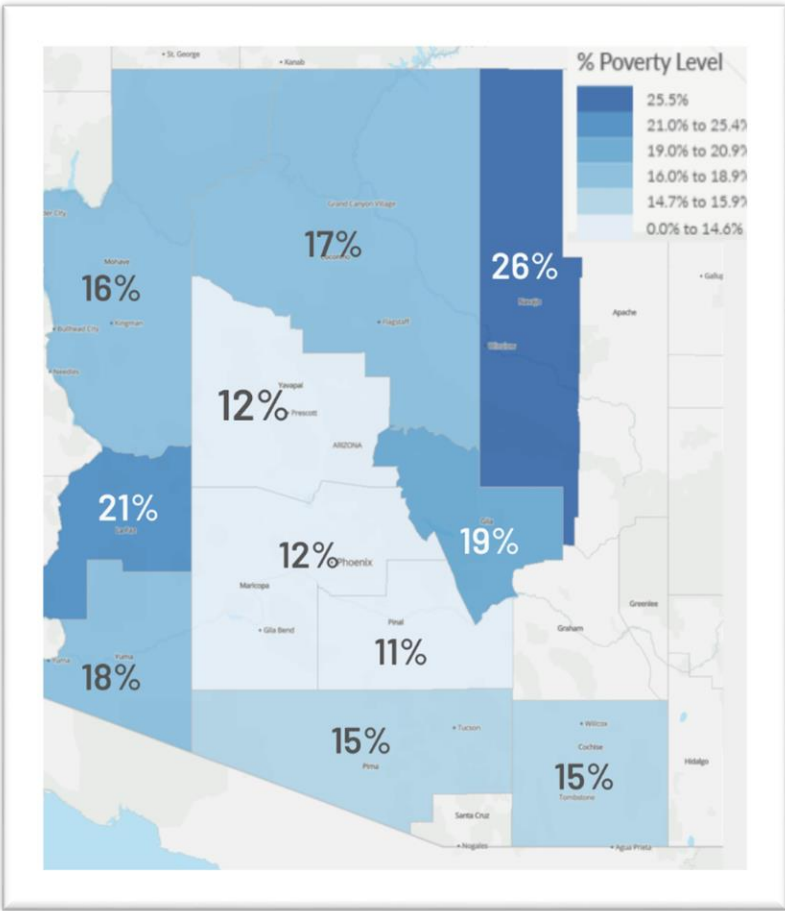 • St. George
• Kanab
% Poverty Level
25.5%
21.0% to 25.4%
19.0% to 20.9%
16.0% to 18.9%
14.7% to 15.9%
0.0% to 14.6%
Grand Canyon Village
der City
17%
Mohave
16%
26%
• Gallup
Navajo
Apache
• Bullhead City
• Kingman
• Flagstaff
Winslow
• Needles
Yavapai
12%
• Prescott
ARIZONA
21%
La Paz
Gila
19%
12%
Phoenix
Maricopa
Pinal
Greenlee
• Gila Bend
Graham
11%
Yuma
• Yuma
18%
• Tucson
• Willcox
15%
Cochise
Pima
Hidalgo
15%
Tombstone
Santa Cruz
• Nogales
• Agua Prieta